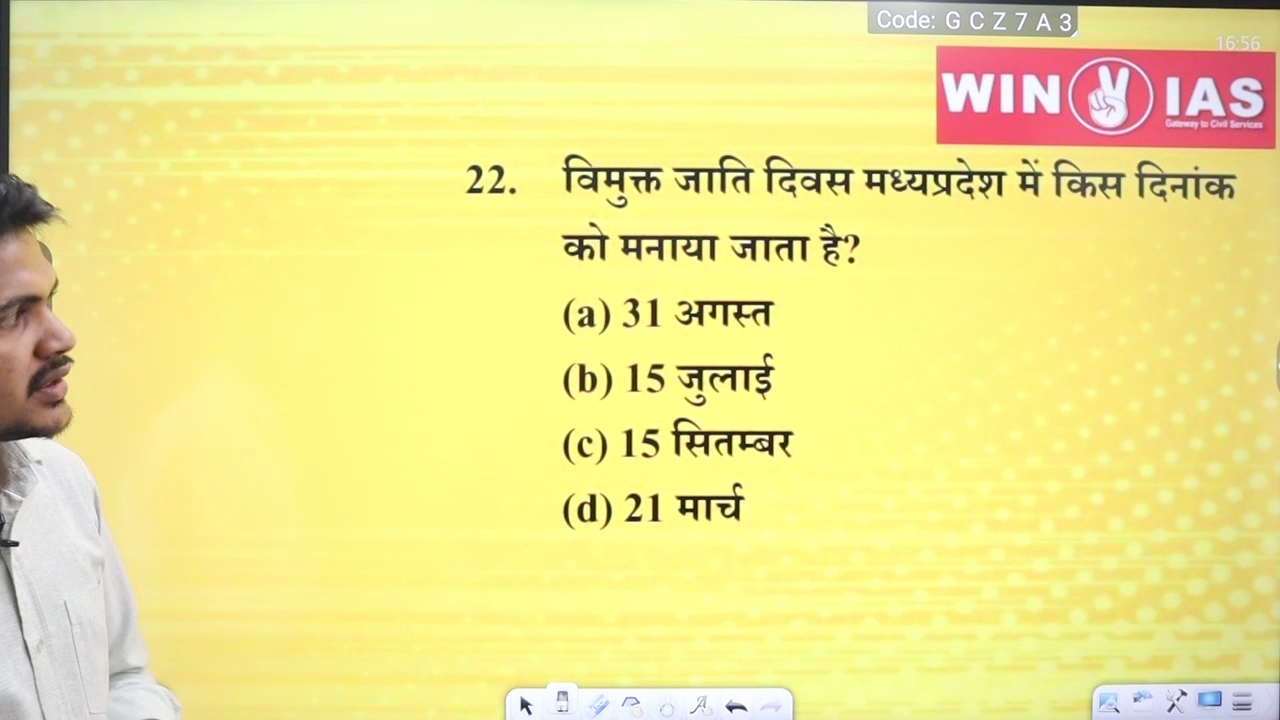 Code: G C Z 7 A 3
16:56
WIN IAS
Gateway to Civil Services
22. विमुक्त जाति दिवस मध्यप्रदेश में किस दिनांक
को मनाया जाता है?
(a) 31 अगस्त
(b) 15 जुलाई
(c) 15 सितम्बर
(d) 21 मार्च